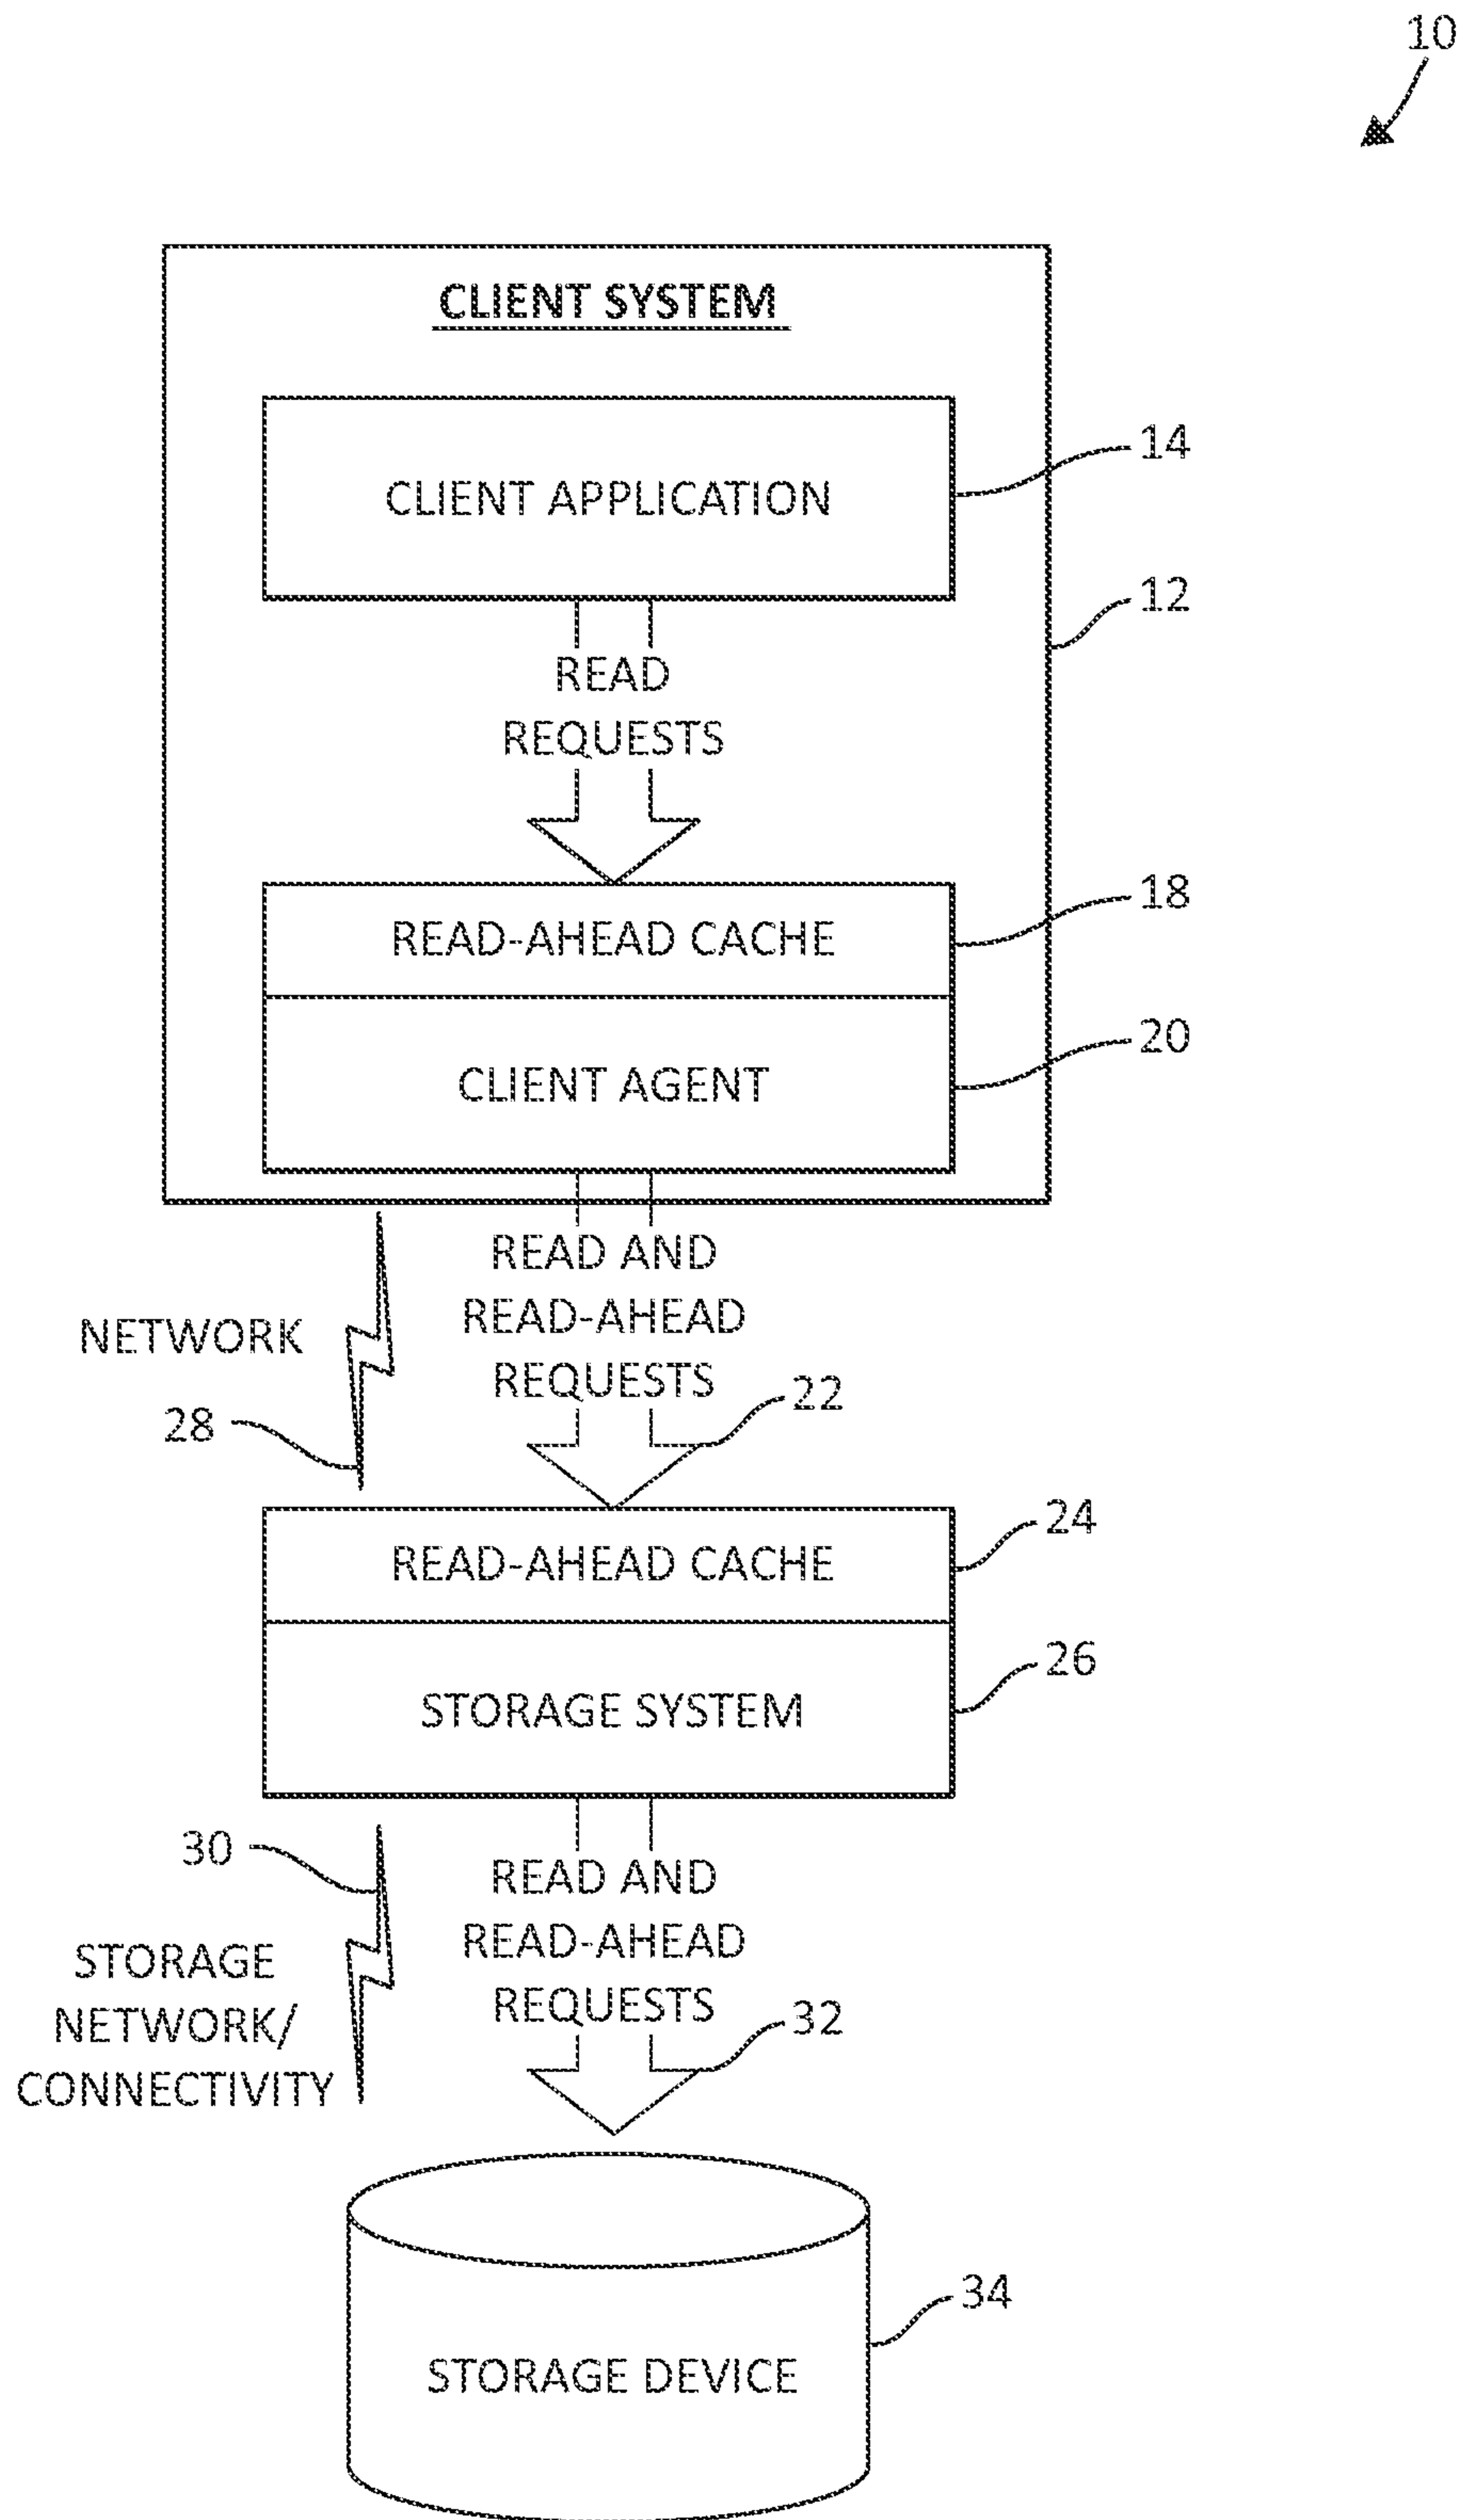 10
CLIENT SYSTEM
CLIENT APPLICATION
14
12
READ
REQUESTS
READ-AHEAD CACHE
18
CLIENT AGENT
20
READ AND
READ-AHEAD
REQUESTS
NETWORK
28
22
READ-AHEAD CACHE
24
STORAGE SYSTEM
26
30
READ AND
READ-AHEAD
REQUESTS
STORAGE
NETWORK/
CONNECTIVITY
32
STORAGE DEVICE
34